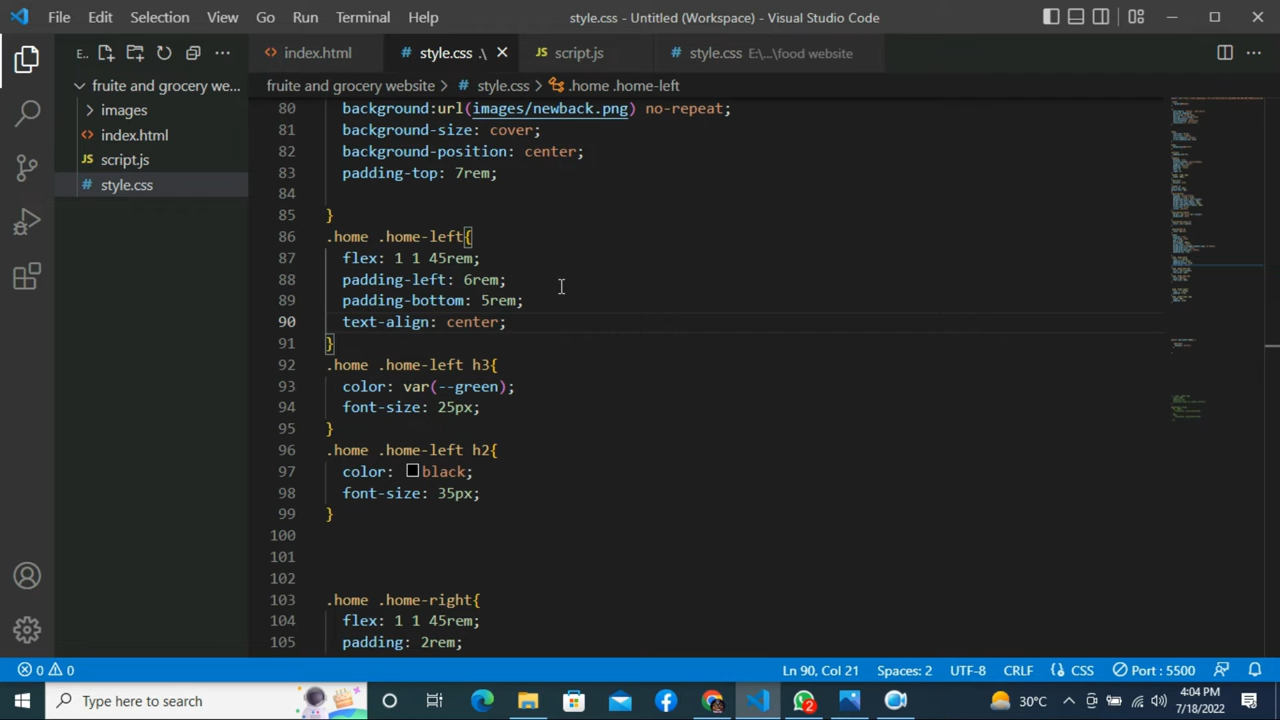 File Edit Selection View Go Run Terminal Help style.css - Untitled (Workspace) - Visual Studio Code
E.. index.html style.css .\ script.js style.css E:\...\food website
fruite and grocery we... fruite and grocery website > style.css > .home .home-left
images
index.html
script.js
style.css
80 background:url(images/newback.png) no-repeat;
81 background-size: cover;
82 background-position: center;
83 padding-top: 7rem;
84
85 }
86 .home .home-left{
87 flex: 1 1 45rem;
88 padding-left: 6rem;
89 padding-bottom: 5rem;
90 text-align: center;
91 }
92 .home .home-left h3{
93 color: var(--green);
94 font-size: 25px;
95 }
96 .home .home-left h2{
97 color: black;
98 font-size: 35px;
99 }
100
101
102
103 .home .home-right{
104 flex: 1 1 45rem;
105 padding: 2rem;
0 0 Ln 90, Col 21 Spaces: 2 UTF-8 CRLF CSS Port : 5500
Type here to search 2 30°C 4:04 PM
7/18/2022